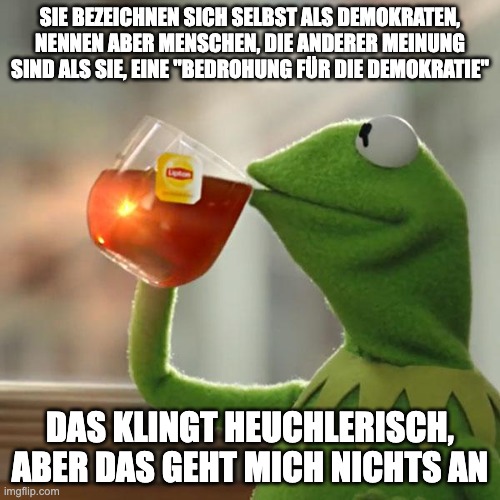 SIE BEZEICHNEN SICH SELBST ALS DEMOKRATEN,
NENNEN ABER MENSCHEN, DIE ANDERER MEINUNG
SIND ALS SIE, EINE "BEDROHUNG FÜR DIE DEMOKRATIE"
Lipton
DAS KLINGT HEUCHLERISCH,
ABER DAS GEHT MICH NICHTS AN
imgflip.com